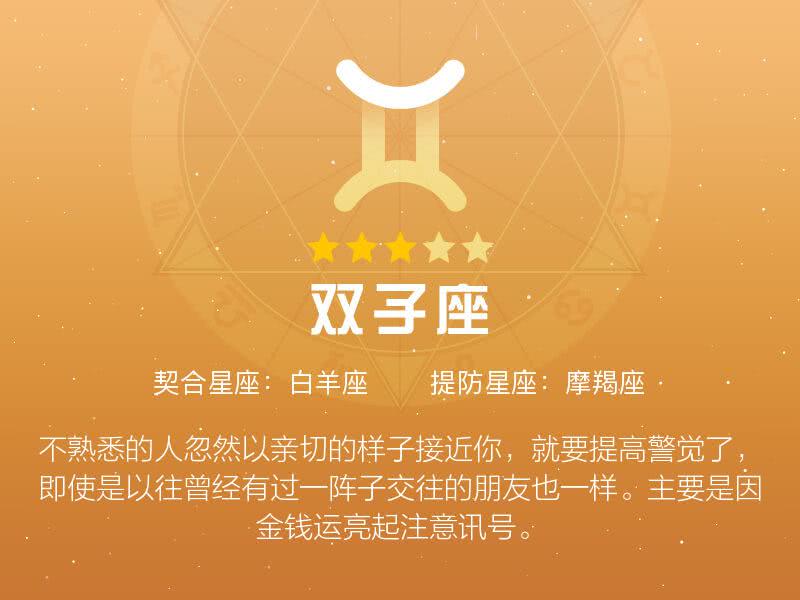 双子座
契合星座：白羊座 提防星座：摩羯座
不熟悉的人忽然以亲切的样子接近你，就要提高警觉了，
即使是以往曾经有过一阵子交往的朋友也一样。主要是因
金钱运亮起注意讯号。